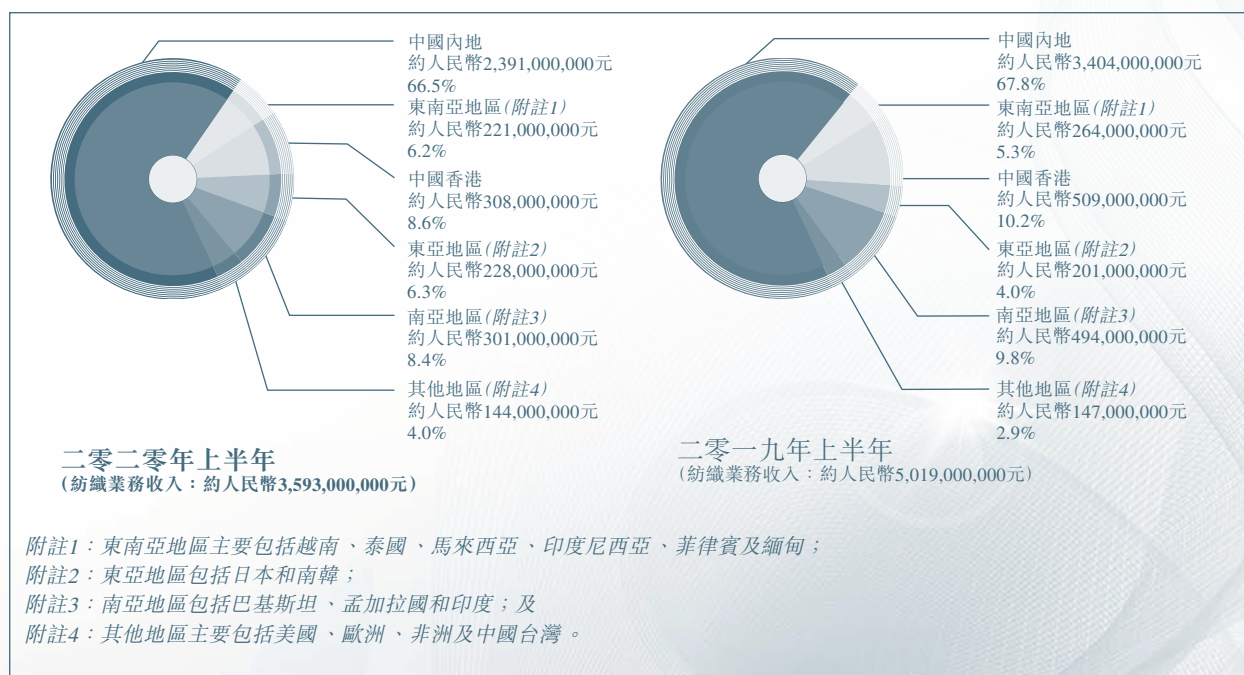 中國內地
約人民幣2,391,000,000元
66.5%
東南亞地區(附註1)
約人民幣221,000,000元
6.2%
中國香港
約人民幣308,000,000元
8.6%
東亞地區(附註2)
約人民幣228,000,000元
6.3%
南亞地區(附註3)
約人民幣301,000,000元
8.4%
其他地區(附註4)
約人民幣144,000,000元
4.0%
二零二零年上半年
(紡織業務收入：約人民幣3,593,000,000元)
中國內地
約人民幣3,404,000,000元
67.8%
東南亞地區(附註1)
約人民幣264,000,000元
5.3%
中國香港
約人民幣509,000,000元
10.2%
東亞地區(附註2)
約人民幣201,000,000元
4.0%
南亞地區(附註3)
約人民幣494,000,000元
9.8%
其他地區(附註4)
約人民幣147,000,000元
2.9%
二零一九年上半年
(紡織業務收入：約人民幣5,019,000,000元)
附註1：東南亞地區主要包括越南、泰國、馬來西亞、印度尼西亞、菲律賓及緬甸；
附註2：東亞地區包括日本和南韓；
附註3：南亞地區包括巴基斯坦、孟加拉國和印度；及
附註4：其他地區主要包括美國、歐洲、非洲及中國台灣。